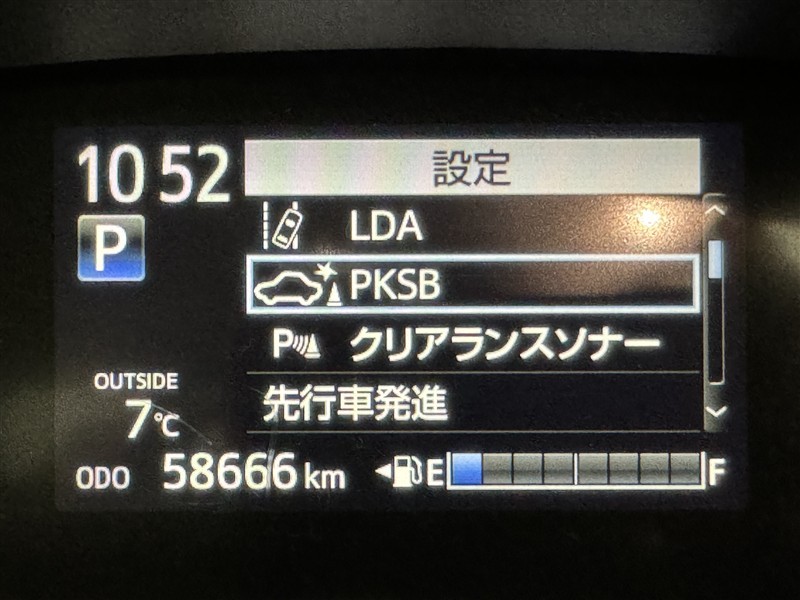 10 52
設定
P
LDA
PKSB
P クリアランスソナー
先行車発進
OUTSIDE
7℃
ODO 58666 km
E F